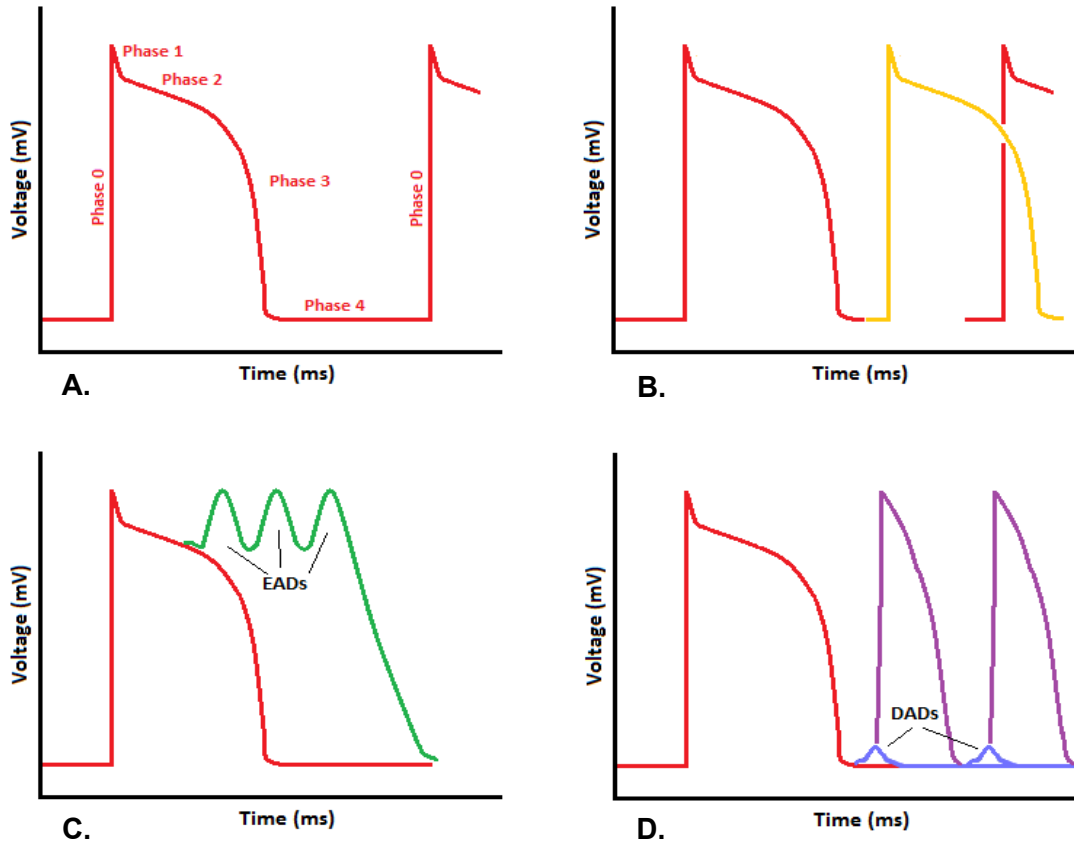 Phase 1
Phase 2
Phase 0
Phase 3
Phase 0
Phase 4
Voltage (mV)
Time (ms)
A.
Voltage (mV)
Time (ms)
B.
EADs
Voltage (mV)
Time (ms)
C.
DADs
Voltage (mV)
Time (ms)
D.